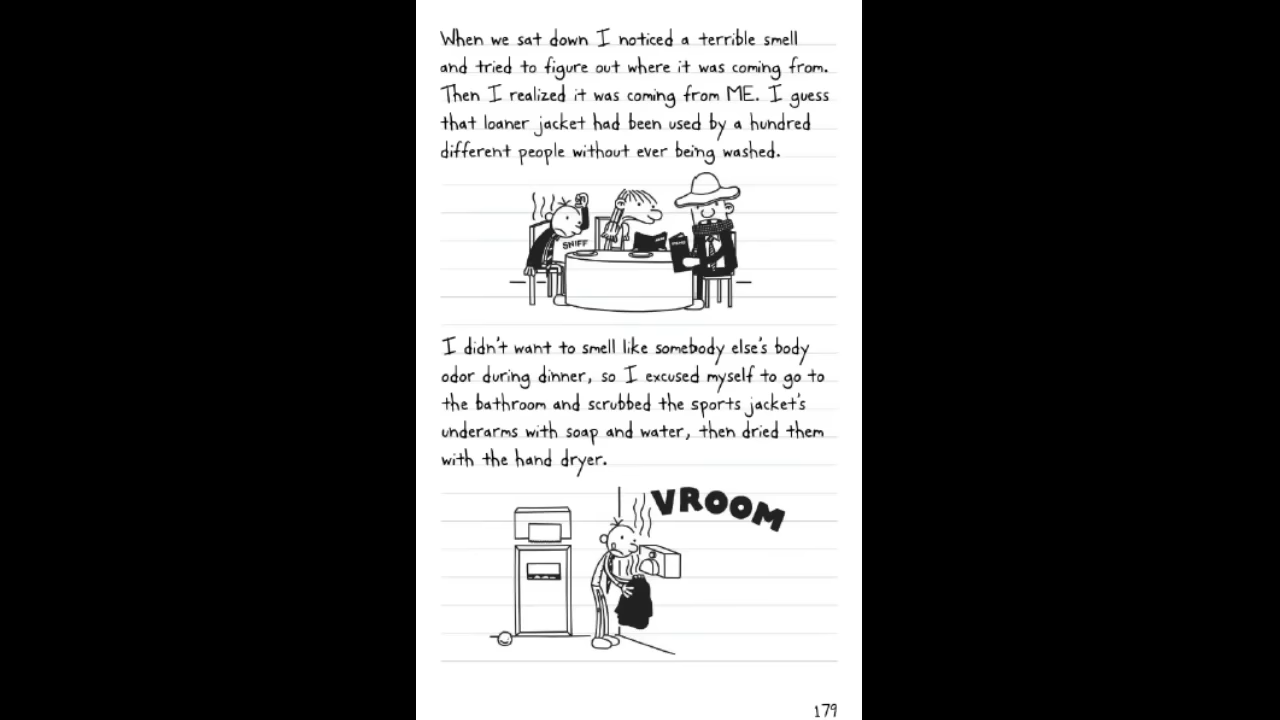 When we sat down I noticed a terrible smell
and tried to figure out where it was coming from.
Then I realized it was coming from ME. I guess
that loaner jacket had been used by a hundred
different people without ever being washed.
SNIFF
I didn't want to smell like somebody else's body
odor during dinner, so I excused myself to go to
the bathroom and scrubbed the sports jacket's
underarms with soap and water, then dried them
with the hand dryer.
VROOM
179